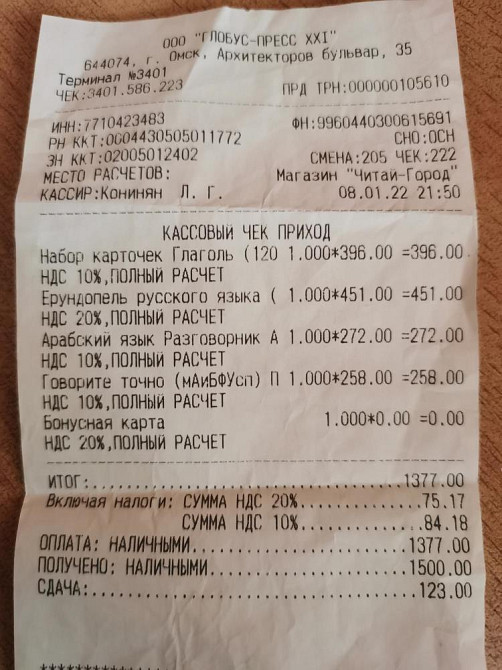 ООО "ГЛОБУС-ПРЕСС XXI"
644074, г. Омск, Архитекторов бульвар, 35
Терминал №3401
ЧЕК:3401.586.223 ПРД ТРН:000000105610
ИНН:7710423483 ФН:9960440300615691
РН ККТ:0004430505011772 СНО:ОСН
ЗН ККТ:02005012402 СМЕНА:205 ЧЕК:222
МЕСТО РАСЧЕТОВ: Магазин "Читай-Город"
КАССИР:Конинян Л. Г. 08.01.22 21:50
КАССОВЫЙ ЧЕК ПРИХОД
Набор карточек Глаголь (120 1.000*396.00 =396.00
НДС 10%,ПОЛНЫЙ РАСЧЕТ
Ерундопель русского языка ( 1.000*451.00 =451.00
НДС 20%,ПОЛНЫЙ РАСЧЕТ
Арабский язык Разговорник А 1.000*272.00 =272.00
НДС 10%,ПОЛНЫЙ РАСЧЕТ
Говорите точно (мАиБФУсп) П 1.000*258.00 =258.00
НДС 10%,ПОЛНЫЙ РАСЧЕТ
Бонусная карта 1.000*0.00 =0.00
НДС 20%,ПОЛНЫЙ РАСЧЕТ
ИТОГ:..............................1377.00
Включая налоги: СУММА НДС 20%..............75.17
СУММА НДС 10%..............84.18
ОПЛАТА: НАЛИЧНЫМИ....................1377.00
ПОЛУЧЕНО: НАЛИЧНЫМИ..................1500.00
СДАЧА:...............................123.00